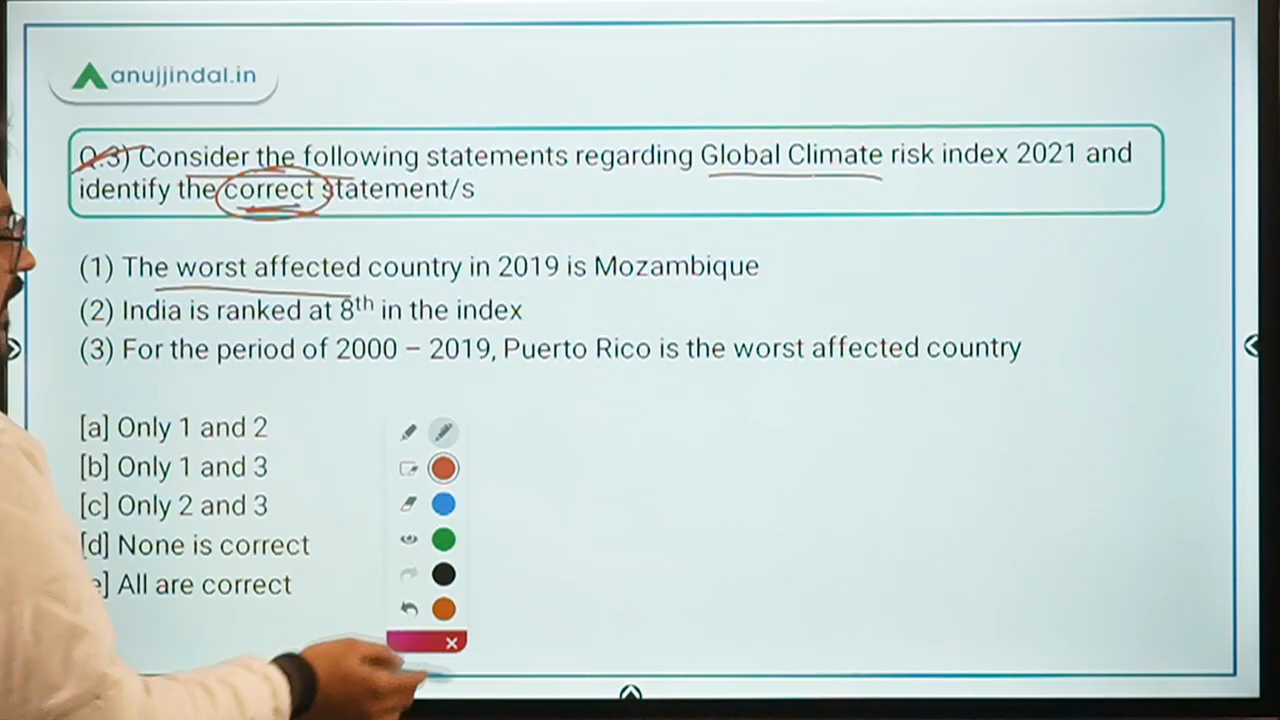 anujjindal.in
Q.3) Consider the following statements regarding Global Climate risk index 2021 and
identify the correct statement/s
(1) The worst affected country in 2019 is Mozambique
(2) India is ranked at 8th in the index
(3) For the period of 2000 – 2019, Puerto Rico is the worst affected country
[a] Only 1 and 2
[b] Only 1 and 3
[c] Only 2 and 3
[d] None is correct
e] All are correct